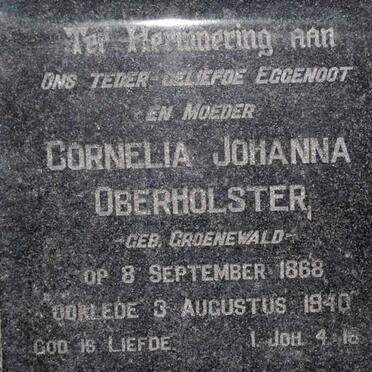 Ter Herinnering aan
ONS TEDER-GELIEFDE EGGENOOT
EN MOEDER
CORNELIA JOHANNA
OBERHOLSTER,
-GEB. GROENEWALD-
OP 8 SEPTEMBER 1868
OORLEDE 3 AUGUSTUS 1940
GOD IS LIEFDE 1. JOH. 4:16